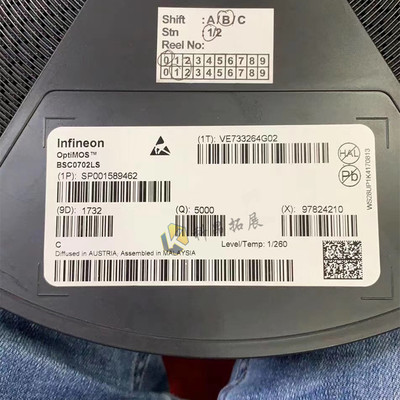 Shift : A/B/C
Stn : 1/2
Reel No:
0 1 2 3 4 5 6 7 8 9
0 1 2 3 4 5 6 7 8 9
Infineon
OptiMOS™
BSC0702LS
(1P): SP001589462
(1T): VE733264G02
HAL
Pb
WS28UP1K4170813
(9D): 1732
(Q): 5000
(X): 97824210
拓展
C
Level/Temp: 1/260
Diffused in AUSTRIA; Assembled in MALAYSIA